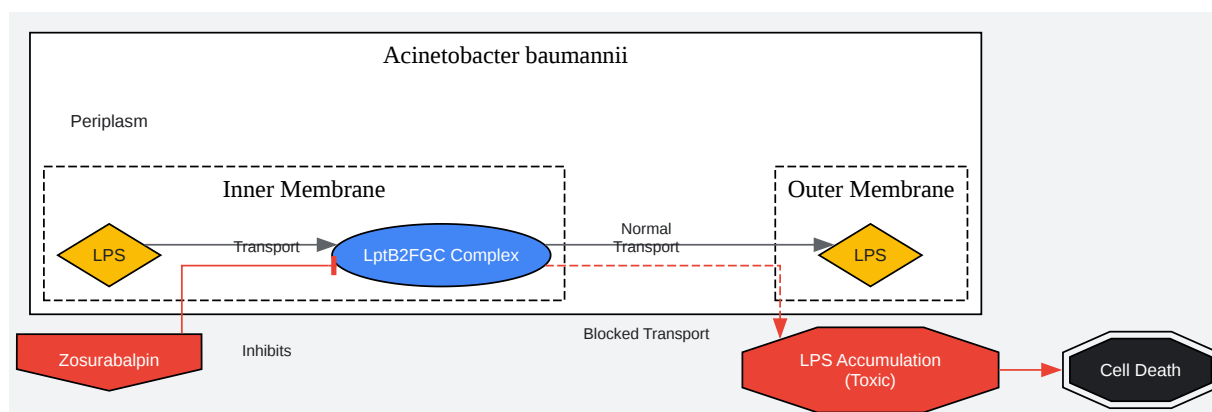 Acinetobacter baumannii
Periplasm
Inner Membrane
Outer Membrane
LPS
Transport
LptB2FGC Complex
Normal
Transport
LPS
Zosurabalpin
Inhibits
Blocked Transport
LPS Accumulation
(Toxic)
Cell Death